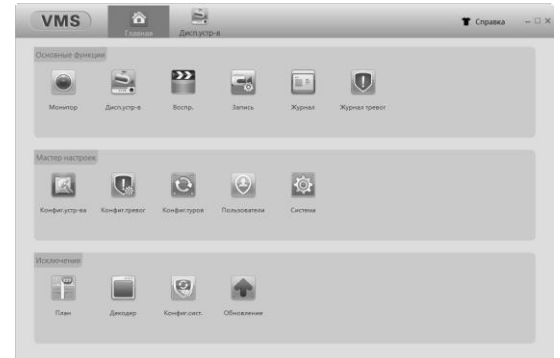 VMS
Главная
Дисп.устр-в
Справка
Основные функции
Монитор
Дисп.устр-в
Воспр.
Запись
Журнал
Журнал тревог
Мастер настроек
Конфиг.устр-ва
Конфиг.тревог
Конфиг.туров
Пользователи
Система
Исключения
План
Декодер
Конфиг.сист.
Обновление